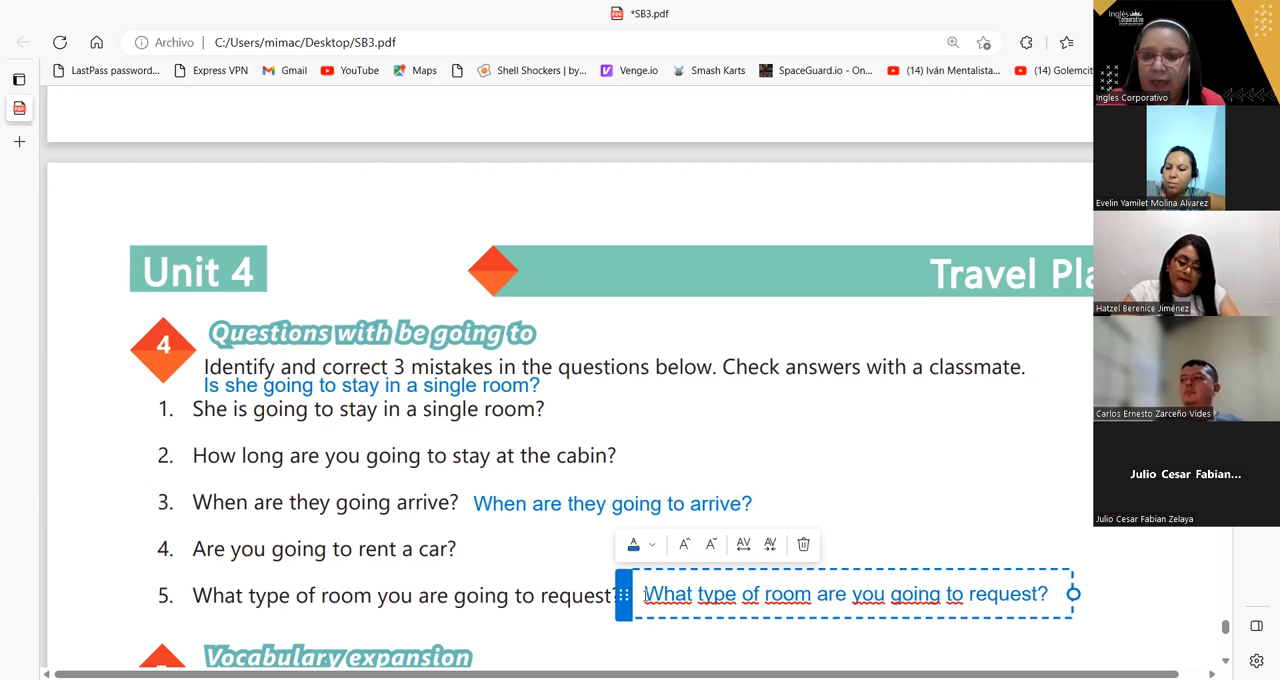 *SB3.pdf
Archivo
C:/Users/mimac/Desktop/SB3.pdf
LastPass password...
Express VPN
Gmail
YouTube
Maps
Shell Shockers | by...
Venge.io
Smash Karts
SpaceGuard.io - On...
(14) Iván Mentalista...
(14) Golemcit
Inglés
Corporativo
Ingles Corporativo
Evelin Yamilet Molina Alvarez
Hatzel Berenice Jiménez
Carlos Ernesto Zarceño Vides
Julio Cesar Fabian...
Julio Cesar Fabian Zelaya
Unit 4
Travel Pla
4
Questions with be going to
Identify and correct 3 mistakes in the questions below. Check answers with a classmate.
Is she going to stay in a single room?
1. She is going to stay in a single room?
2. How long are you going to stay at the cabin?
3. When are they going arrive? When are they going to arrive?
4. Are you going to rent a car?
5. What type of room you are going to request? What type of room are you going to request?
Vocabulary expansion